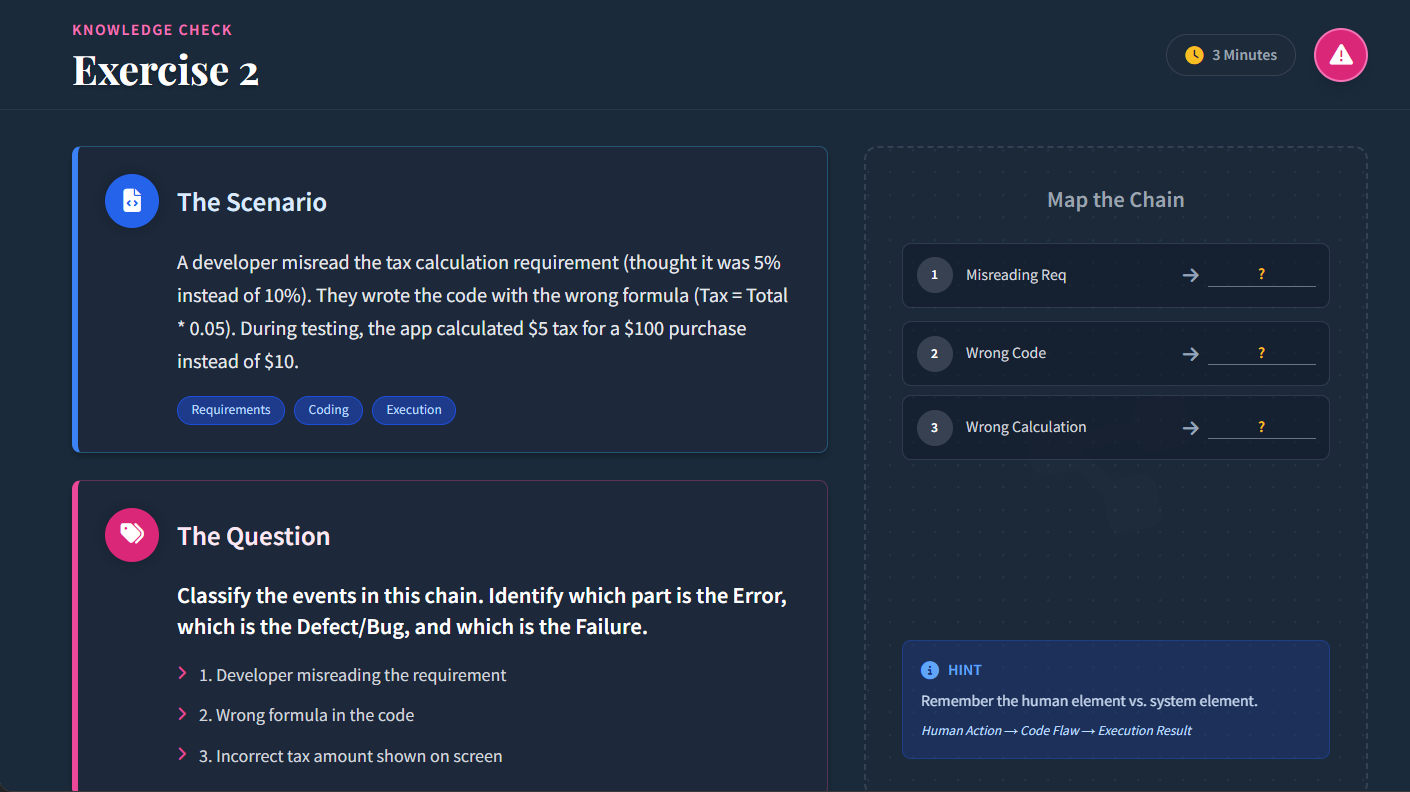 KNOWLEDGE CHECK
Exercise 2
3 Minutes
The Scenario
A developer misread the tax calculation requirement (thought it was 5%
instead of 10%). They wrote the code with the wrong formula (Tax = Total
* 0.05). During testing, the app calculated $5 tax for a $100 purchase
instead of $10.
Requirements Coding Execution
The Question
Classify the events in this chain. Identify which part is the Error,
which is the Defect/Bug, and which is the Failure.
1. Developer misreading the requirement
2. Wrong formula in the code
3. Incorrect tax amount shown on screen
Map the Chain
1 Misreading Req → ?
2 Wrong Code → ?
3 Wrong Calculation → ?
HINT
Remember the human element vs. system element.
Human Action → Code Flaw → Execution Result